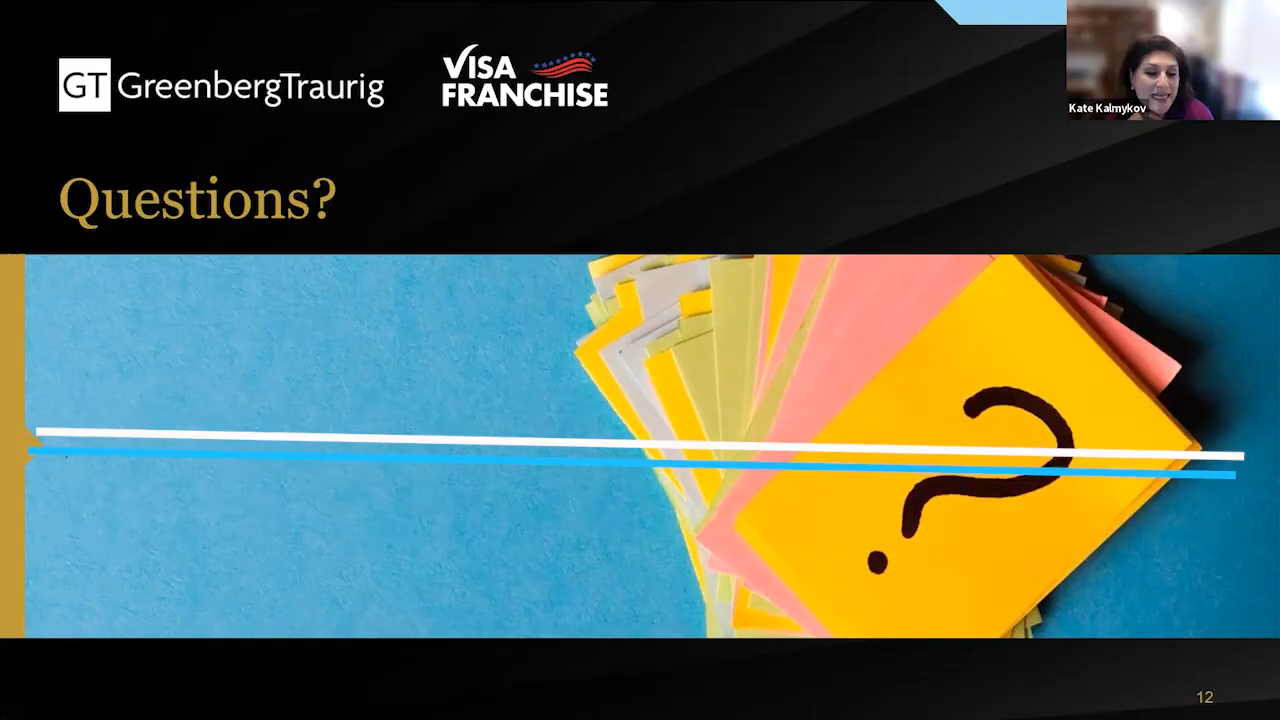 GT GreenbergTraurig
VISA
FRANCHISE
Kate Kalmykov
Questions?
?
12